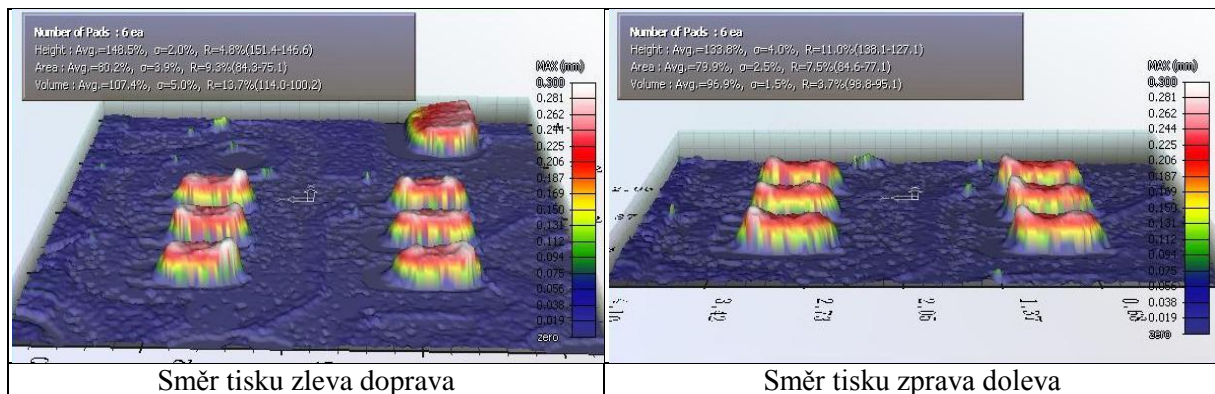 Number of Pads : 6 ea
Height : Avg.=148.5%, σ=2.0%, R=4.8%(151.4-146.6)
Area : Avg.=80.2%, σ=3.9%, R=9.3%(84.3-75.1)
Volume : Avg.=107.4%, σ=5.0%, R=13.7%(114.0-100.2)
MAX (mm)
0.300
0.281
0.262
0.244
0.225
0.206
0.187
0.169
0.150
0.131
0.112
0.094
0.075
0.056
0.038
0.019
zero
Směr tisku zleva doprava
Number of Pads : 6 ea
Height : Avg.=133.8%, σ=4.0%, R=11.0%(138.1-127.1)
Area : Avg.=79.9%, σ=2.5%, R=7.5%(84.6-77.1)
Volume : Avg.=96.9%, σ=1.5%, R=3.7%(98.8-95.1)
MAX (mm)
0.300
0.281
0.262
0.244
0.225
0.206
0.187
0.169
0.150
0.131
0.112
0.094
0.075
0.056
0.038
0.019
zero
3.42
2.73
2.05
1.37
0.68
Směr tisku zprava doleva